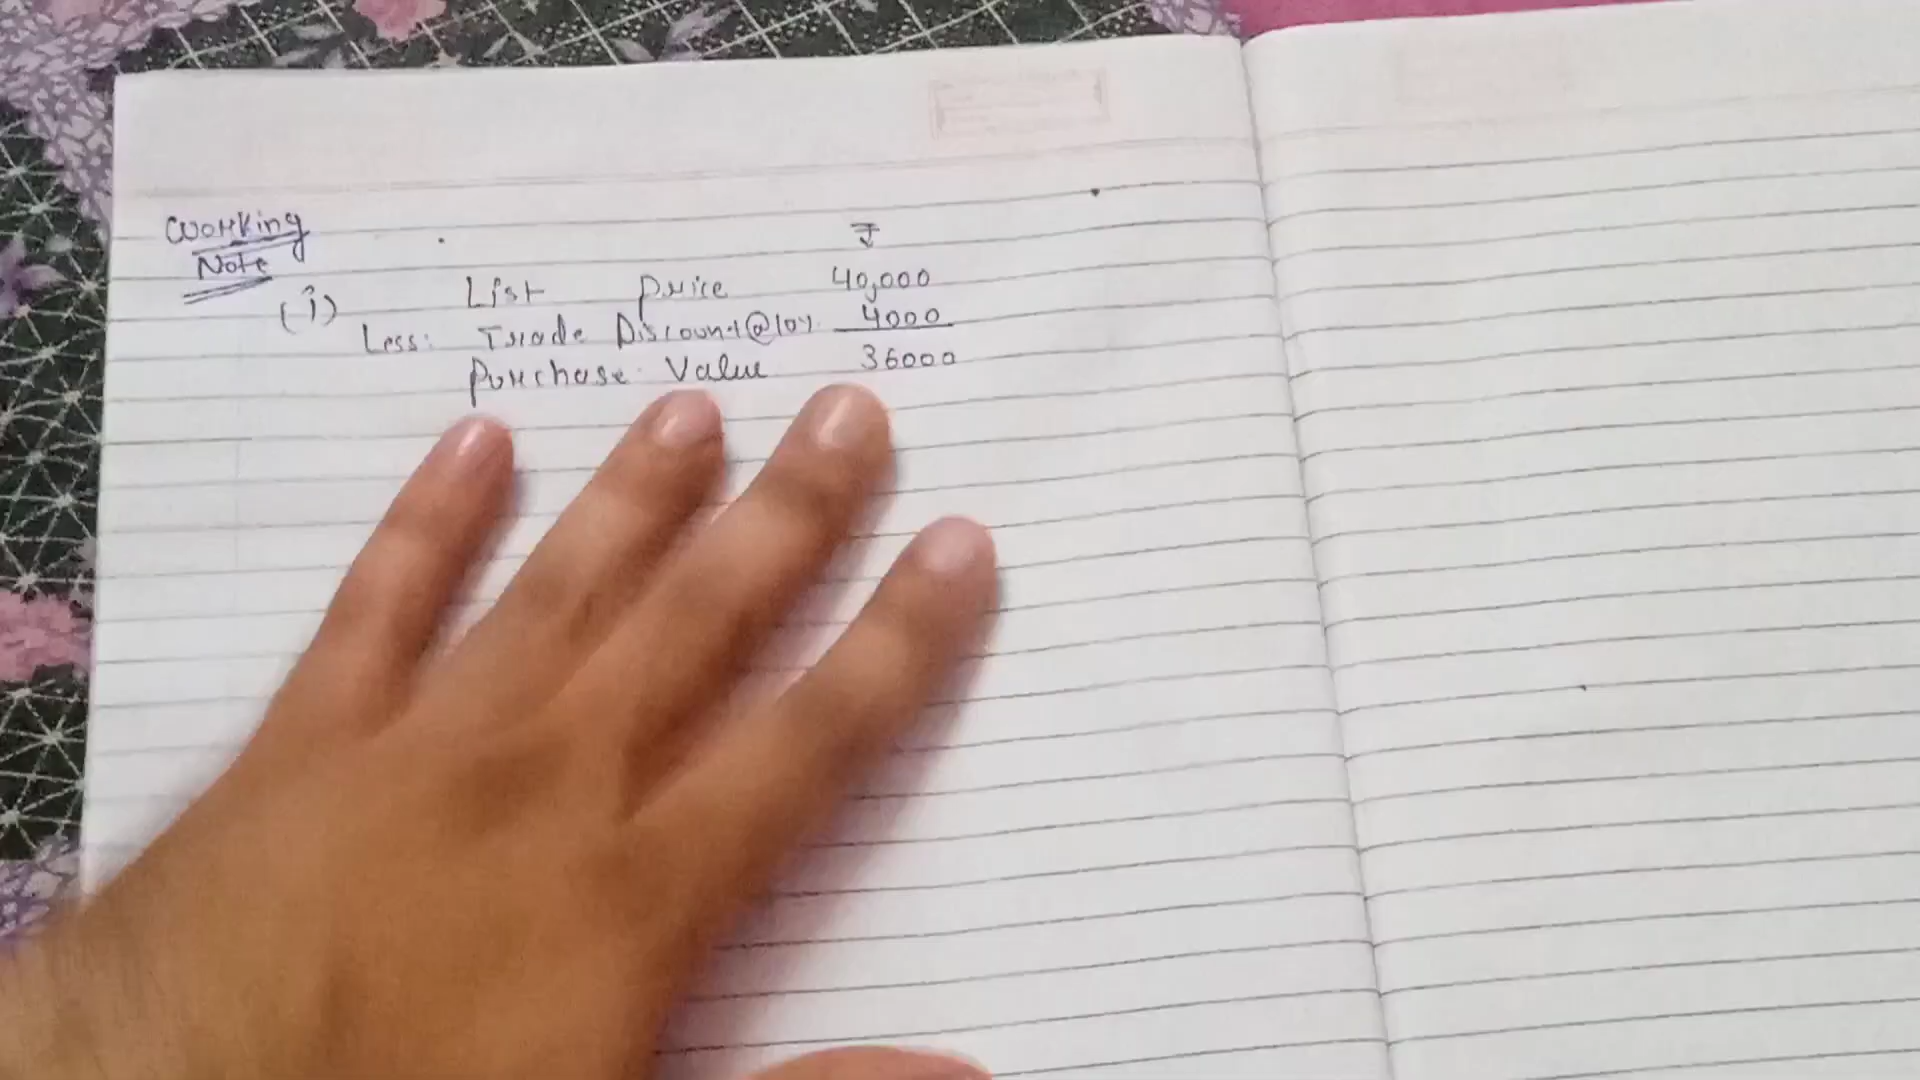 Working
Note
(i)
₹
List Price 40,000
Less: Trade Discount@10% 4000
Purchase Value 36000